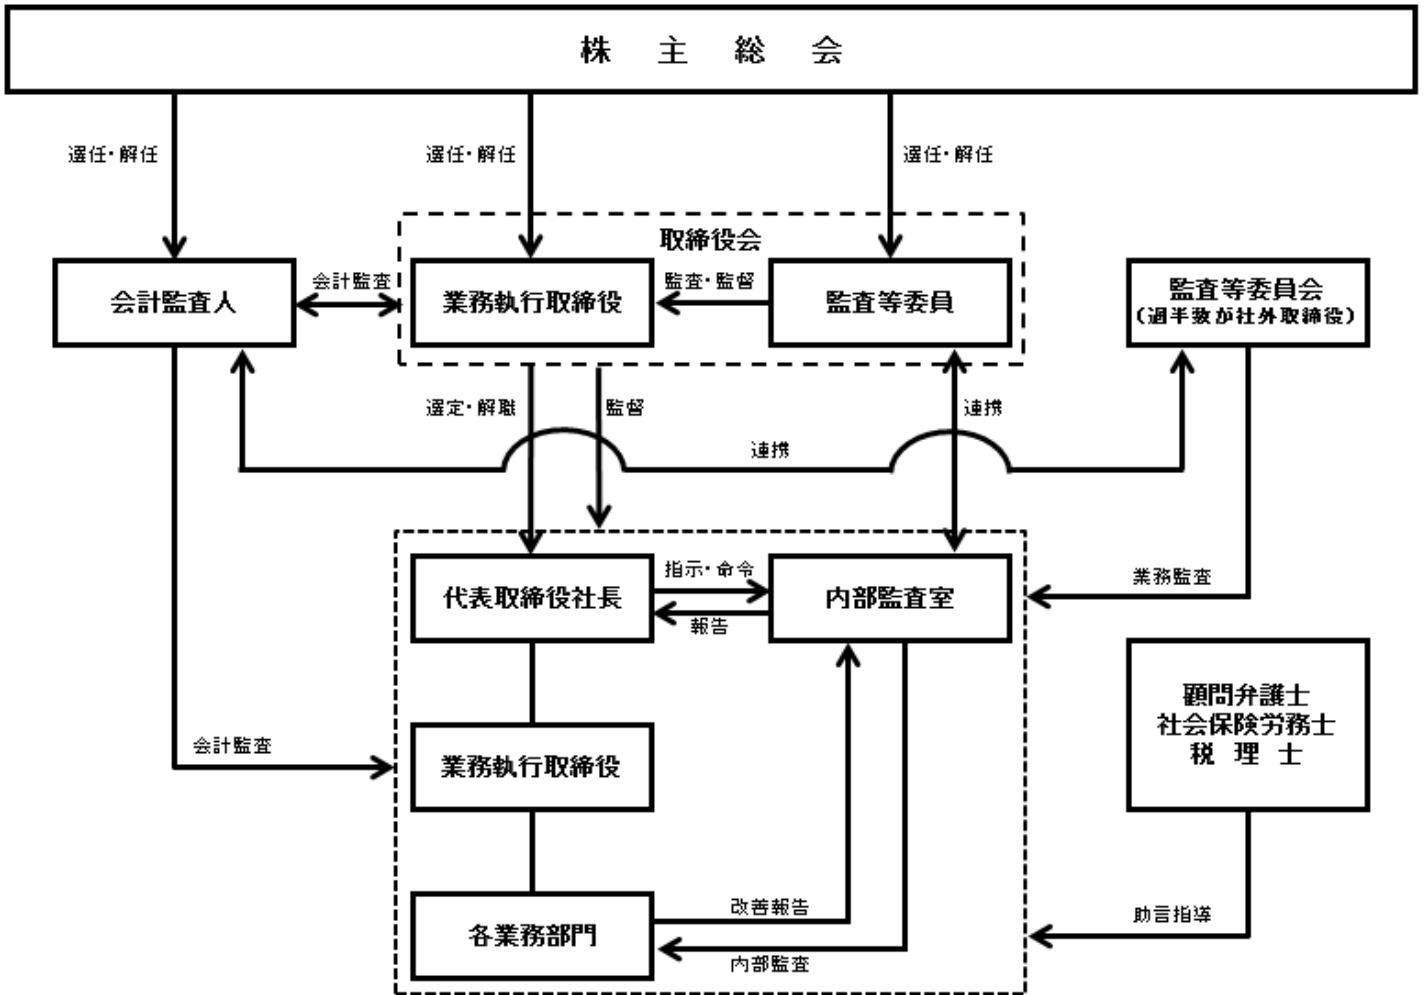 株主総会
選任・解任
選任・解任
選任・解任
取締役会
会計監査人
会計監査
業務執行取締役
監査・監督
監査等委員
監査等委員会
（過半数が社外取締役）
選定・解職
監督
連携
連携
代表取締役社長
指示・命令
報告
内部監査室
業務監査
顧問弁護士
社会保険労務士
税理士
会計監査
業務執行取締役
各業務部門
改善報告
内部監査
助言指導